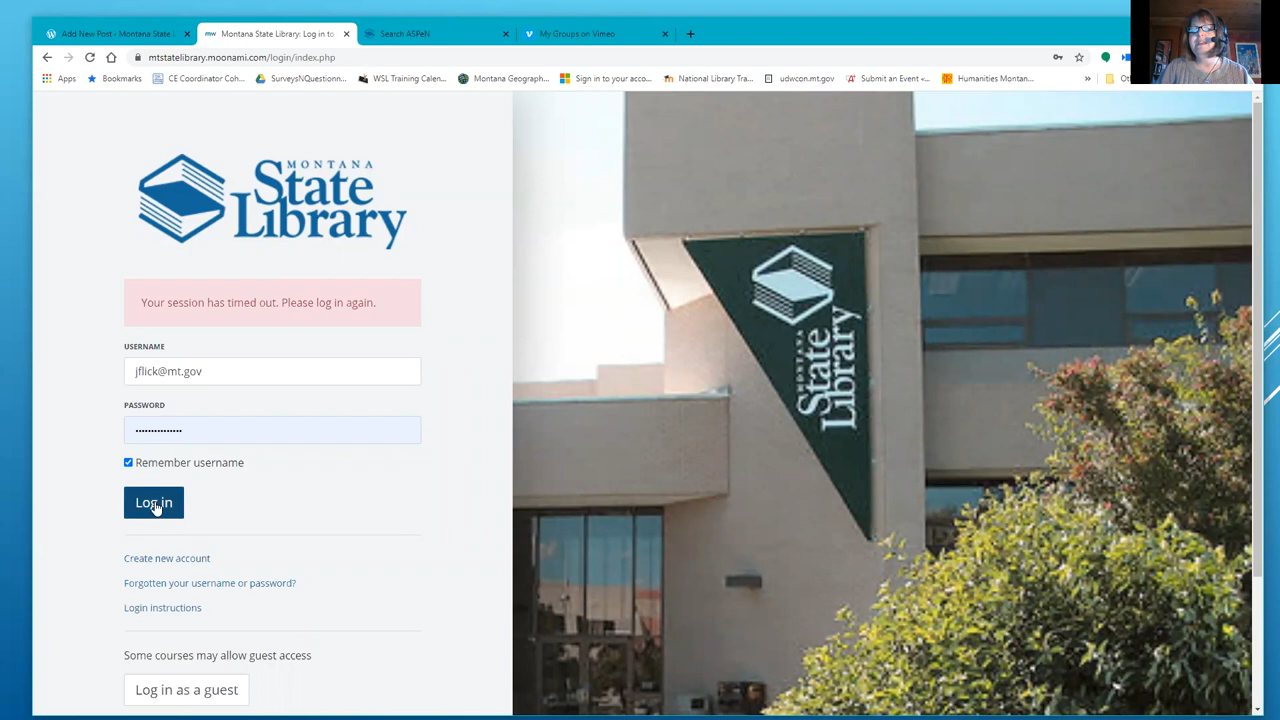 Add New Post ‹ Montana State L
Montana State Library: Log in to
Search ASPeN
My Groups on Vimeo
mtstatelibrary.moonami.com/login/index.php
Apps
Bookmarks
CE Coordinator Coh...
SurveysNQuestionn...
WSL Training Calen...
Montana Geograph...
Sign in to your acco...
National Library Tra...
udwcon.mt.gov
Submit an Event «...
Humanities Montan...
»
MONTANA
State
Library
Your session has timed out. Please log in again.
USERNAME
jflick@mt.gov
PASSWORD
Remember username
Log in
Create new account
Forgotten your username or password?
Login instructions
Some courses may allow guest access
Log in as a guest
MONTANA
State
Library